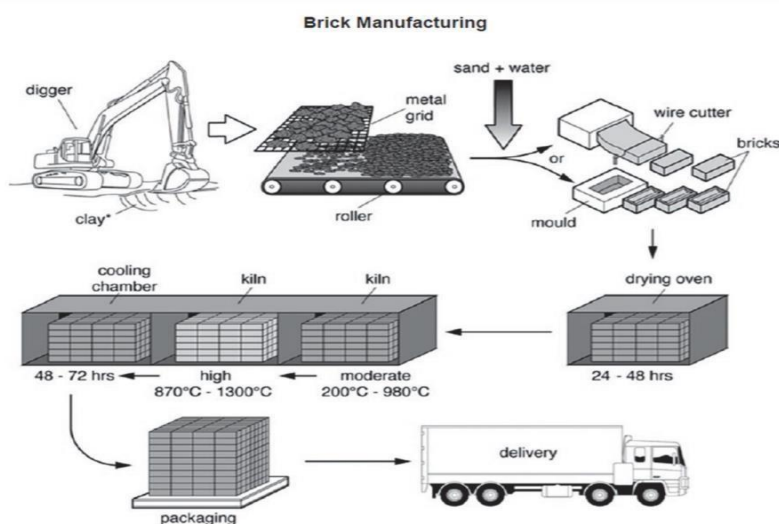 Brick Manufacturing
digger
clay*
metal
grid
roller
sand + water
or
wire cutter
bricks
mould
drying oven
24 - 48 hrs
cooling
chamber
kiln
kiln
48 - 72 hrs
high
870°C - 1300°C
moderate
200°C - 980°C
packaging
delivery